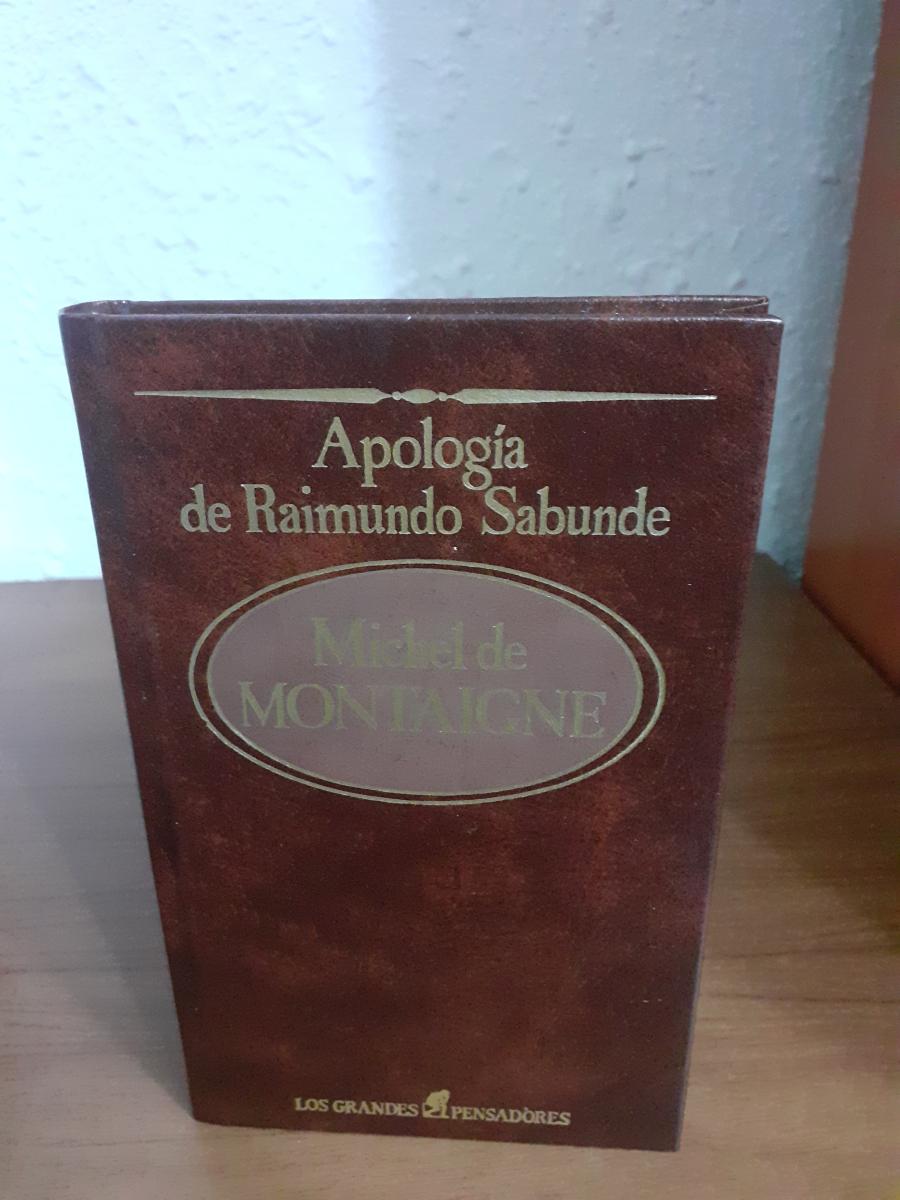 Apología
de Raimundo Sabunde
Michel de
MONTAIGNE
LOS GRANDES PENSADORES